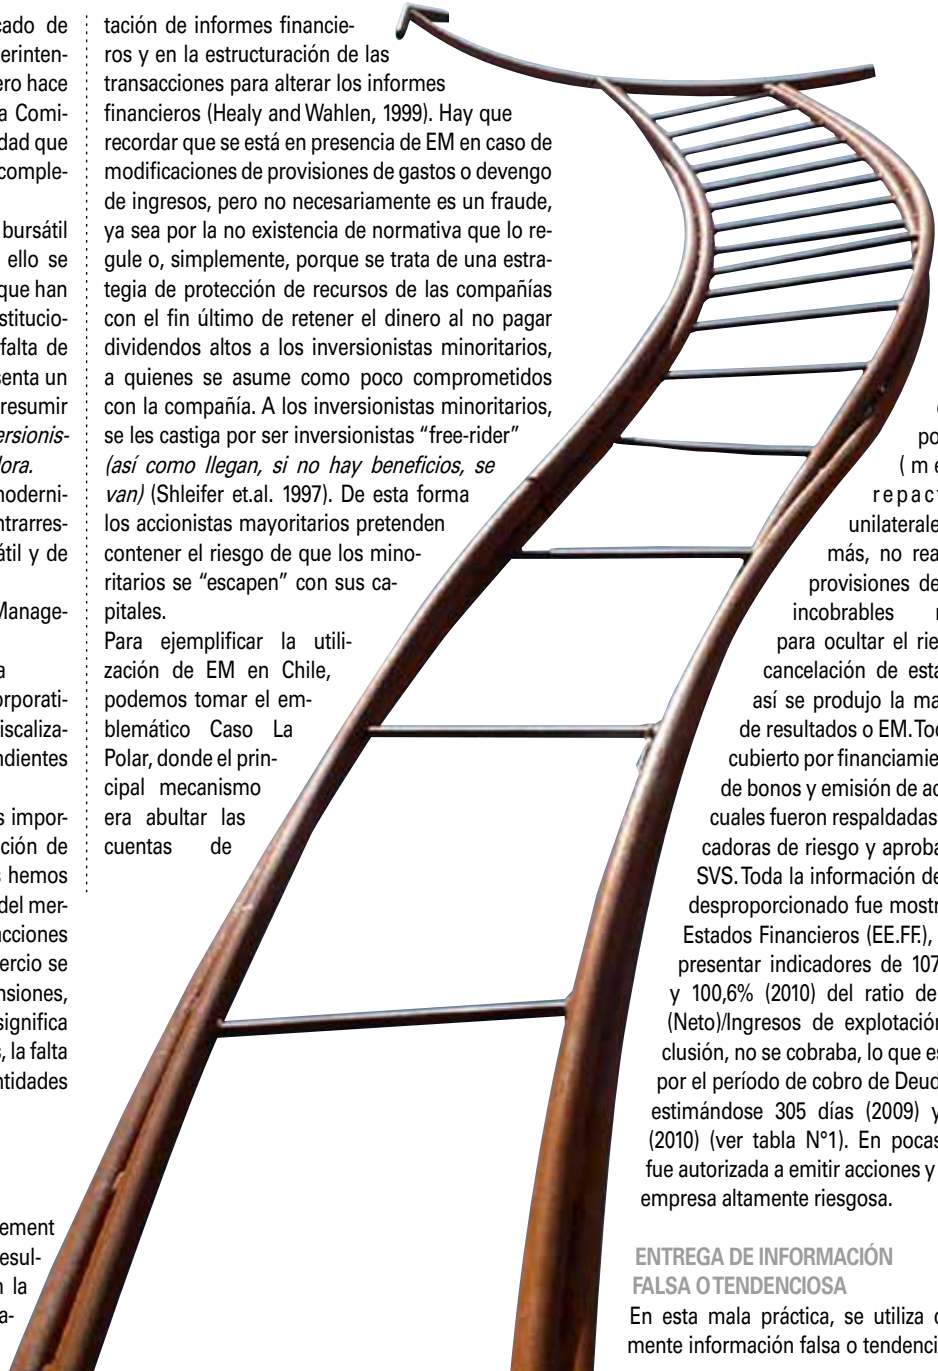 cado de
erinten-
ero hace
a Comi-
dad que
comple-
bursátil
ello se
que han
stitucio-
falta de
senta un
resumir
ersionis-
lora.
noderni-
ntrarres-
átil y de
Manage-
a
orporati-
iscaliza-
ndientes
s impor-
ción de
s hemos
del mer-
acciones
ercio se
nsiones,
significa
, la falta
ntidades
ement
esul-
n la
a-
tación de informes financie-
ros y en la estructuración de las
transacciones para alterar los informes
financieros (Healy and Wahlen, 1999). Hay que
recordar que se está en presencia de EM en caso de
modificaciones de provisiones de gastos o devengo
de ingresos, pero no necesariamente es un fraude,
ya sea por la no existencia de normativa que lo re-
gule o, simplemente, porque se trata de una estra-
tegia de protección de recursos de las compañías
con el fin último de retener el dinero al no pagar
dividendos altos a los inversionistas minoritarios,
a quienes se asume como poco comprometidos
con la compañía. A los inversionistas minoritarios,
se les castiga por ser inversionistas “free-rider”
(así como llegan, si no hay beneficios, se
van) (Shleifer et.al. 1997). De esta forma
los accionistas mayoritarios pretenden
contener el riesgo de que los mino-
ritarios se “escapen” con sus ca-
pitales.
Para ejemplificar la utili-
zación de EM en Chile,
podemos tomar el em-
blemático Caso La
Polar, donde el prin-
cipal mecanismo
era abultar las
cuentas de
po
(me
repact
unilaterale
más, no rea
provisiones de
incobrables
para ocultar el rie
cancelación de esta
así se produjo la ma
de resultados o EM. Too
cubierto por financiamie
de bonos y emisión de ac
cuales fueron respaldadas
cadoras de riesgo y aproba
SVS. Toda la información de
desproporcionado fue mostr
Estados Financieros (EE.FF.),
presentar indicadores de 107
y 100,6% (2010) del ratio de
(Neto)/Ingresos de explotación
clusión, no se cobraba, lo que es
por el período de cobro de Deud
estimándose 305 días (2009) y
(2010) (ver tabla N°1). En pocas
fue autorizada a emitir acciones y
empresa altamente riesgosa.
ENTREGA DE INFORMACIÓN
FALSA O TENDENCIOSA
En esta mala práctica, se utiliza
mente información falsa o tendenci